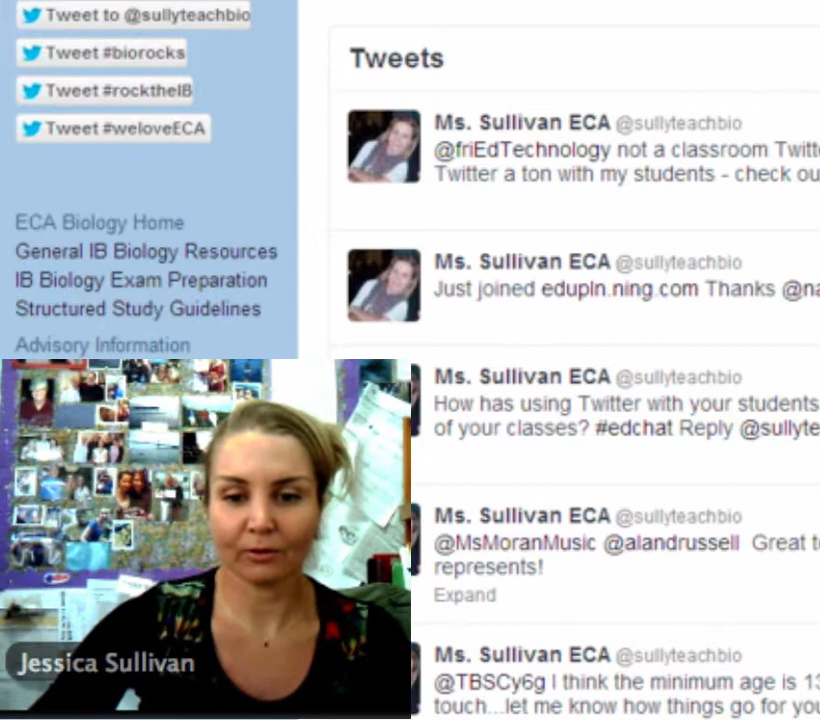 Tweet to @sullyteachbio
Tweet #biorocks
Tweet #rocktheIB
Tweet #weloveECA
ECA Biology Home
General IB Biology Resources
IB Biology Exam Preparation
Structured Study Guidelines
Advisory Information
Jessica Sullivan
Tweets
Ms. Sullivan ECA @sullyteachbio
@friEdTechnology not a classroom Twitt
Twitter a ton with my students - check ou
Ms. Sullivan ECA @sullyteachbio
Just joined edupln.ning.com Thanks @na
Ms. Sullivan ECA @sullyteachbio
How has using Twitter with your students
of your classes? #edchat Reply @sullyte
Ms. Sullivan ECA @sullyteachbio
@MsMoranMusic @alandrussell Great to
represents!
Expand
Ms. Sullivan ECA @sullyteachbio
@TBSCy6g I think the minimum age is 13
touch...let me know how things go for you